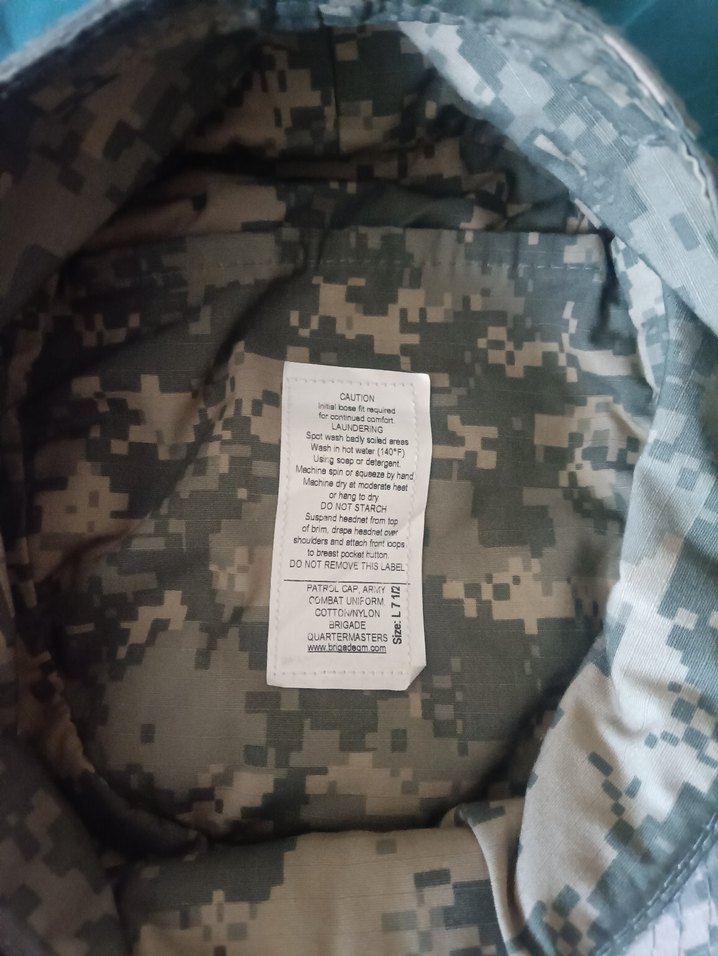 CAUTION
Initial loose fit required
for continued comfort.
LAUNDERING
Spot wash badly soiled areas
Wash in hot water (140°F)
Using soap or detergent.
Machine spin or squeeze by hand
Machine dry at moderate heat
or hang to dry
DO NOT STARCH
Suspand headnet from top
of brim, drape headnet over
shoulders and attach front loops
to breast pocket button.
DO NOT REMOVE THIS LABEL
PATROL CAP, ARMY
COMBAT UNIFORM
COTTON/NYLON
BRIGADE
QUARTERMASTERS
www.brigadeqm.com
Size: L 7 1/2